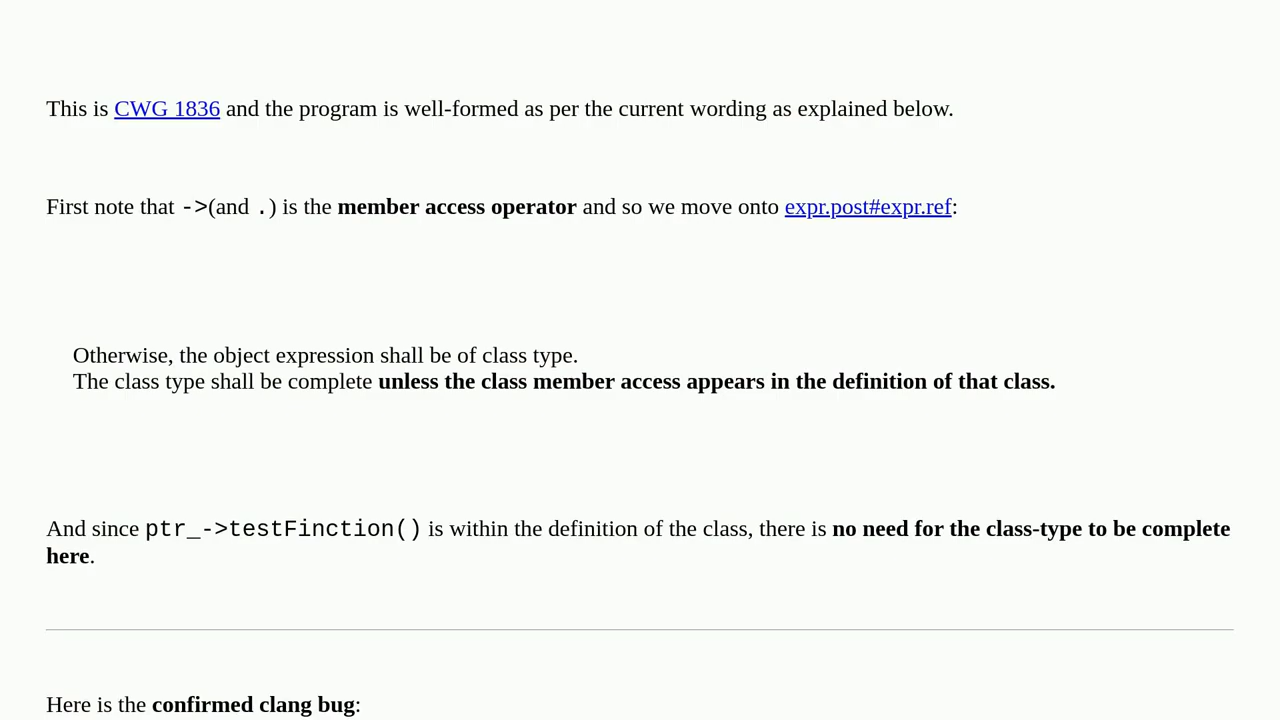 This is CWG 1836 and the program is well-formed as per the current wording as explained below.
First note that ->(and .) is the member access operator and so we move onto expr.post#expr.ref:
Otherwise, the object expression shall be of class type.
The class type shall be complete unless the class member access appears in the definition of that class.
And since ptr_->testFinction() is within the definition of the class, there is no need for the class-type to be complete
here.
Here is the confirmed clang bug: